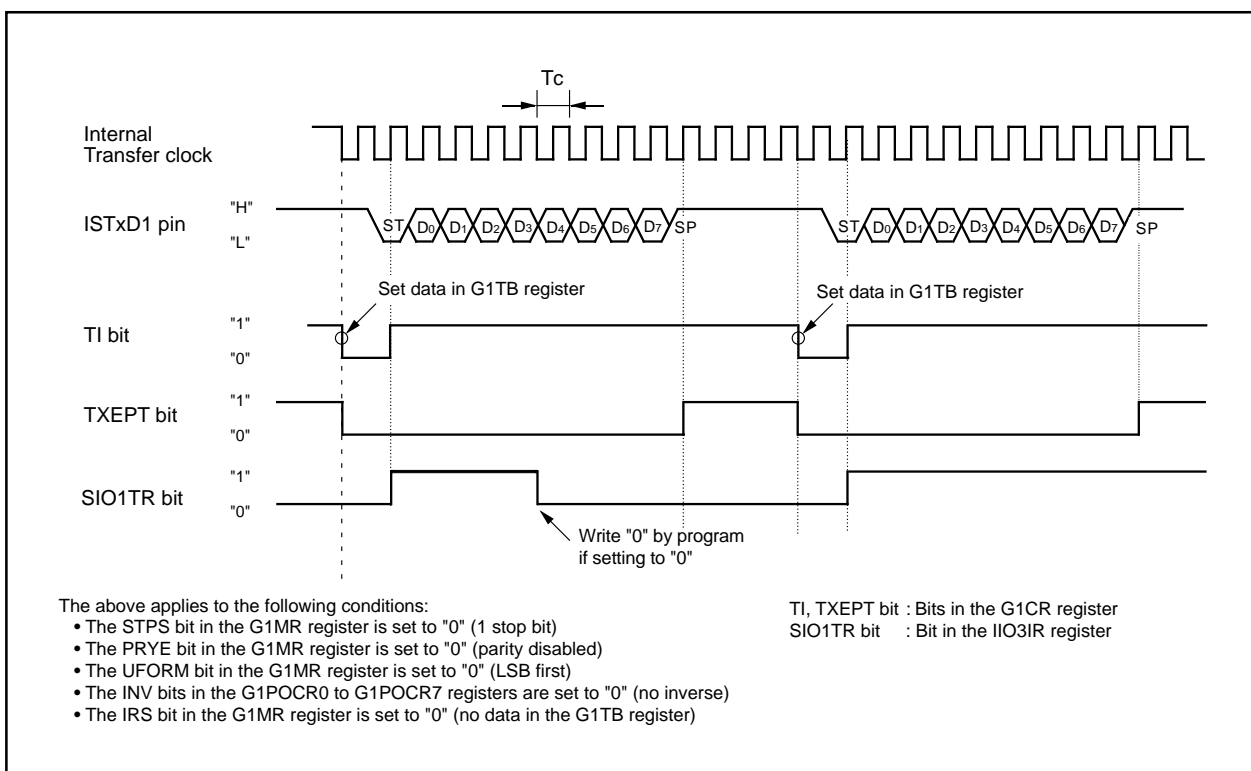 Tc
Internal
Transfer clock
ISTxD1 pin
"H"
"L"
ST D0 D1 D2 D3 D4 D5 D6 D7 SP ST D0 D1 D2 D3 D4 D5 D6 D7 SP
Set data in G1TB register
Set data in G1TB register
TI bit
"1"
"0"
TXEPT bit
"1"
"0"
SIO1TR bit
"1"
"0"
Write "0" by program
if setting to "0"
The above applies to the following conditions:
• The STPS bit in the G1MR register is set to "0" (1 stop bit)
• The PRYE bit in the G1MR register is set to "0" (parity disabled)
• The UFORM bit in the G1MR register is set to "0" (LSB first)
• The INV bits in the G1POCR0 to G1POCR7 registers are set to "0" (no inverse)
• The IRS bit in the G1MR register is set to "0" (no data in the G1TB register)
TI, TXEPT bit : Bits in the G1CR register
SIO1TR bit : Bit in the IIO3IR register